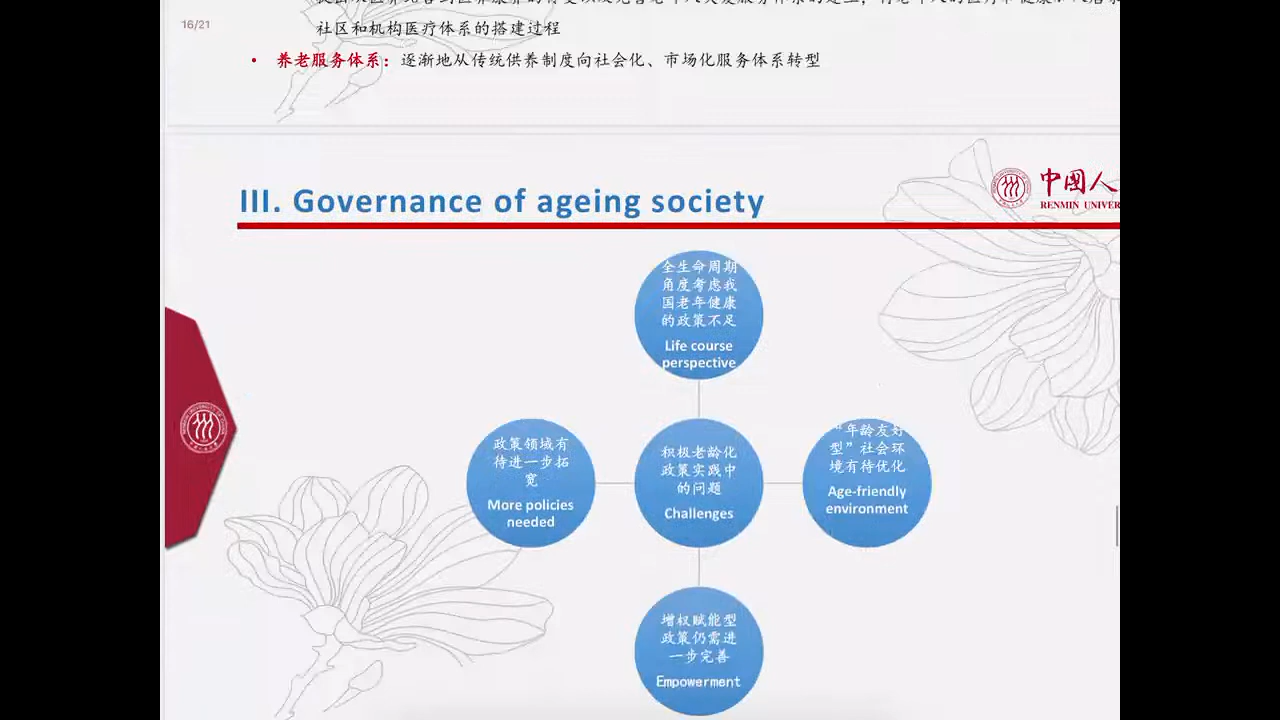 16/21
社区和机构医疗体系的搭建过程
• 养老服务体系：逐渐地从传统供养制度向社会化、市场化服务体系转型
III. Governance of ageing society
中国人
RENMIN UNIVER
全生命周期
角度考虑我
国老年健康
的政策不足
Life course
perspective
政策领域有
待进一步拓
宽
More policies
needed
积极老龄化
政策实践中
的问题
Challenges
“年龄友好
型”社会环
境有待优化
Age-friendly
environment
增权赋能型
政策仍需进
一步完善
Empowerment